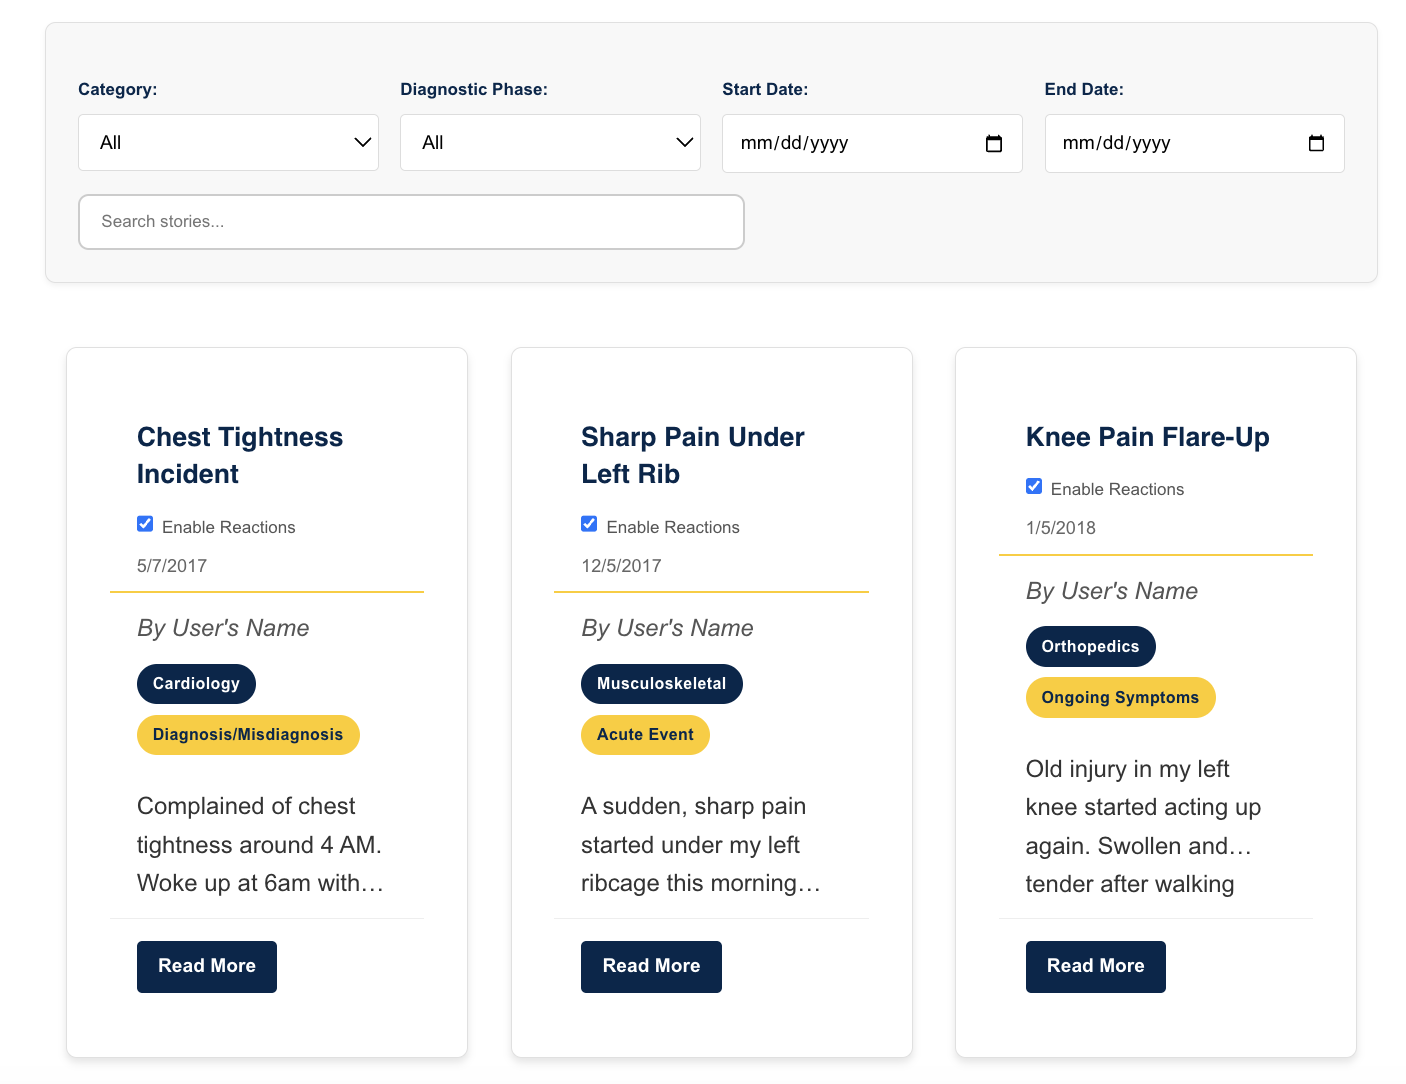 Category:
Diagnostic Phase:
Start Date:
End Date:
All
All
mm/dd/yyyy
mm/dd/yyyy
Search stories...
Chest Tightness
Incident
Enable Reactions
5/7/2017
By User's Name
Cardiology
Diagnosis/Misdiagnosis
Complained of chest
tightness around 4 AM.
Woke up at 6am with…
Read More
Sharp Pain Under
Left Rib
Enable Reactions
12/5/2017
By User's Name
Musculoskeletal
Acute Event
A sudden, sharp pain
started under my left
ribcage this morning…
Read More
Knee Pain Flare-Up
Enable Reactions
1/5/2018
By User's Name
Orthopedics
Ongoing Symptoms
Old injury in my left
knee started acting up
again. Swollen and…
tender after walking
Read More